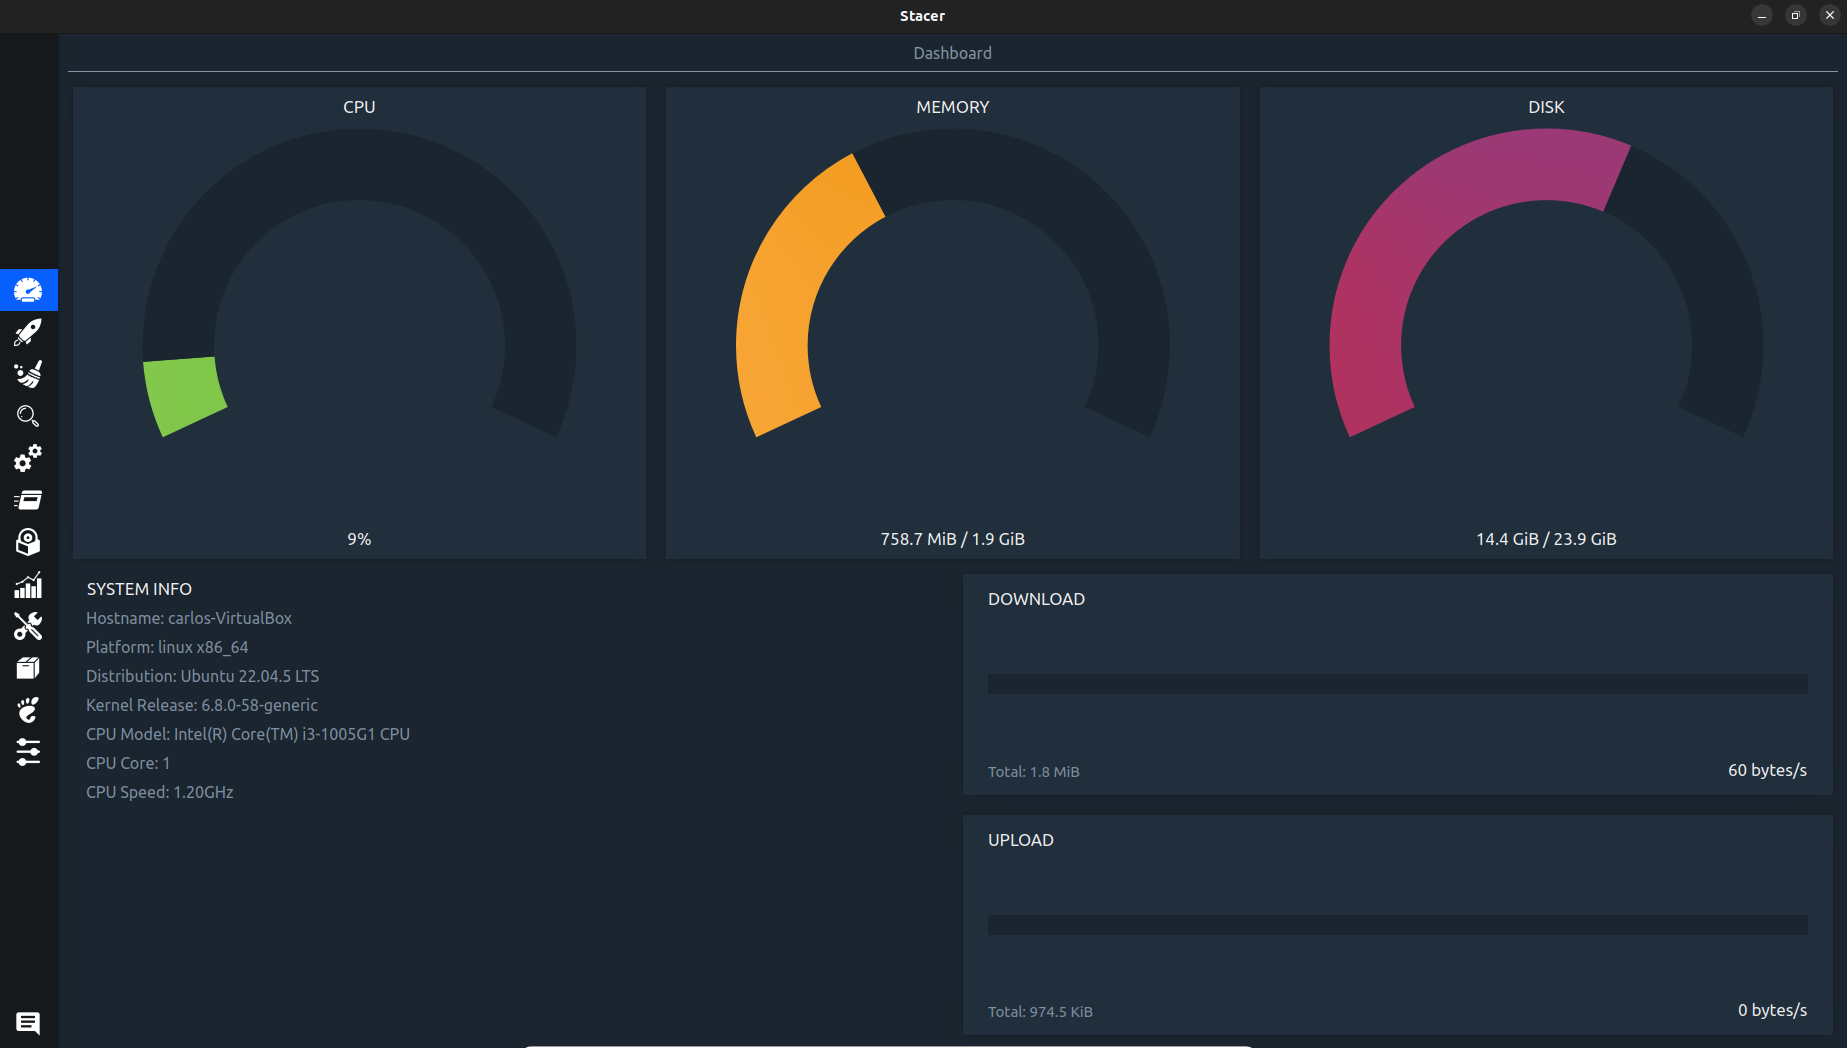 Stacer
Dashboard
CPU
9%
MEMORY
758.7 MiB / 1.9 GiB
DISK
14.4 GiB / 23.9 GiB
SYSTEM INFO
Hostname: carlos-VirtualBox
Platform: linux x86_64
Distribution: Ubuntu 22.04.5 LTS
Kernel Release: 6.8.0-58-generic
CPU Model: Intel(R) Core(TM) i3-1005G1 CPU
CPU Core: 1
CPU Speed: 1.20GHz
DOWNLOAD
Total: 1.8 MiB
60 bytes/s
UPLOAD
Total: 974.5 KiB
0 bytes/s